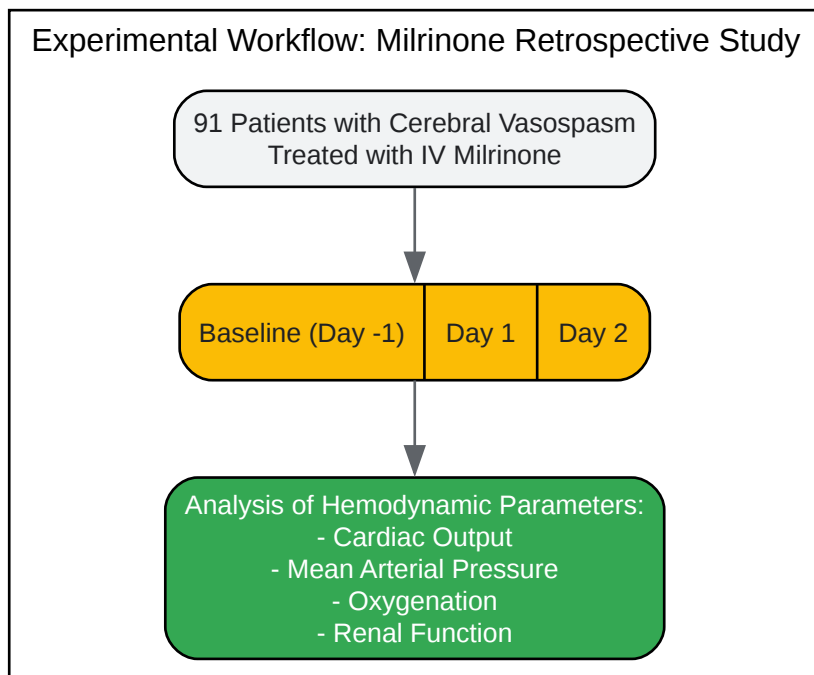 Experimental Workflow: Milrinone Retrospective Study
91 Patients with Cerebral Vasospasm
Treated with IV Milrinone
Baseline (Day -1)
Day 1
Day 2
Analysis of Hemodynamic Parameters:
- Cardiac Output
- Mean Arterial Pressure
- Oxygenation
- Renal Function